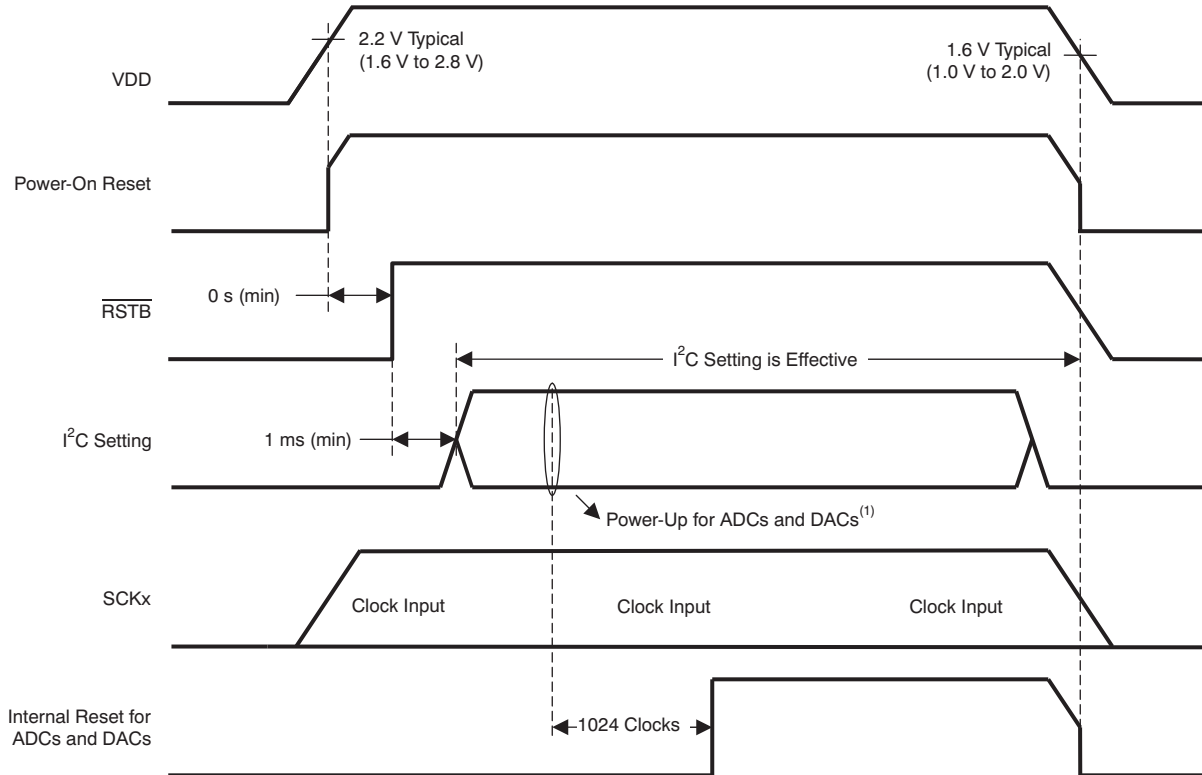 2.2 V Typical
(1.6 V to 2.8 V)
1.6 V Typical
(1.0 V to 2.0 V)
VDD
Power-On Reset
0 s (min)
RSTB
I²C Setting is Effective
I²C Setting
1 ms (min)
Power-Up for ADCs and DACs⁽¹⁾
SCKx
Clock Input
Clock Input
Clock Input
Internal Reset for
ADCs and DACs
1024 Clocks